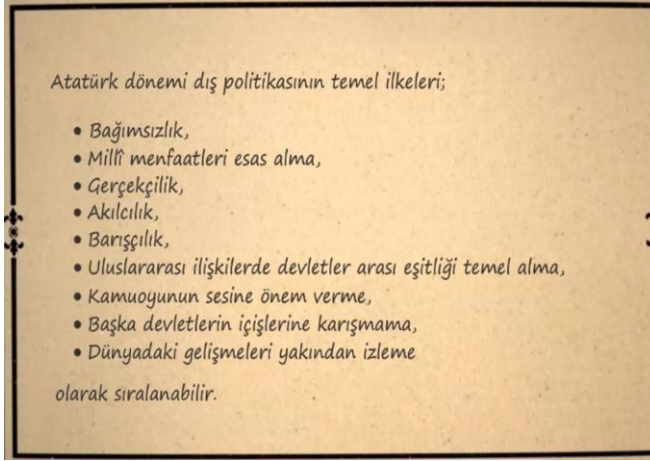 Atatürk dönemi dış politikasının temel ilkeleri;
• Bağımsızlık,
• Millî menfaatleri esas alma,
• Gerçekçilik,
• Akılcılık,
• Barışçılık,
• Uluslararası ilişkilerde devletler arası eşitliği temel alma,
• Kamuoyunun sesine önem verme,
• Başka devletlerin içişlerine karışmama,
• Dünyadaki gelişmeleri yakından izleme
olarak sıralanabilir.